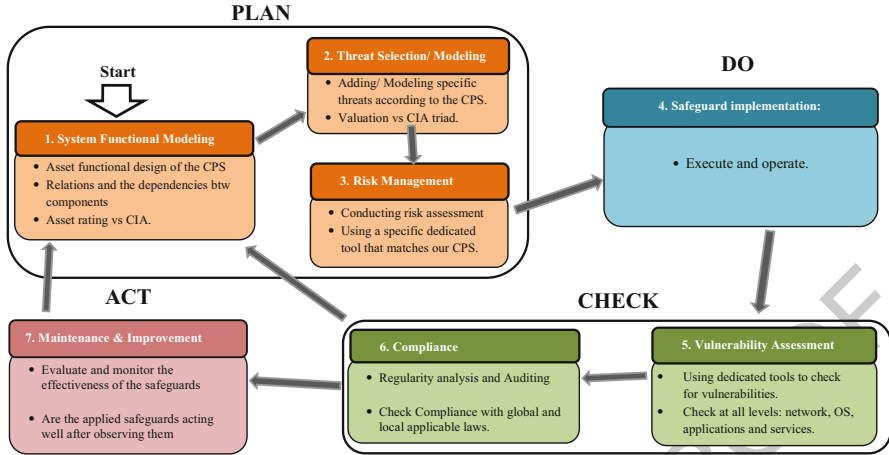 PLAN
Start
1. System Functional Modeling
• Asset functional design of the CPS
• Relations and the dependencies btw
components
• Asset rating vs CIA.
2. Threat Selection/ Modeling
• Adding/ Modeling specific
threats according to the CPS.
• Valuation vs CIA triad.
3. Risk Management
• Conducting risk assessment
• Using a specific dedicated
tool that matches our CPS.
DO
4. Safeguard implementation:
• Execute and operate.
CHECK
5. Vulnerability Assessment
• Using dedicated tools to check
for vulnerabilities.
• Check at all levels: network, OS,
applications and services.
6. Compliance
• Regularity analysis and Auditing
• Check Compliance with global and
local applicable laws.
ACT
7. Maintenance & Improvement
• Evaluate and monitor the
effectiveness of the safeguards
• Are the applied safeguards acting
well after observing them